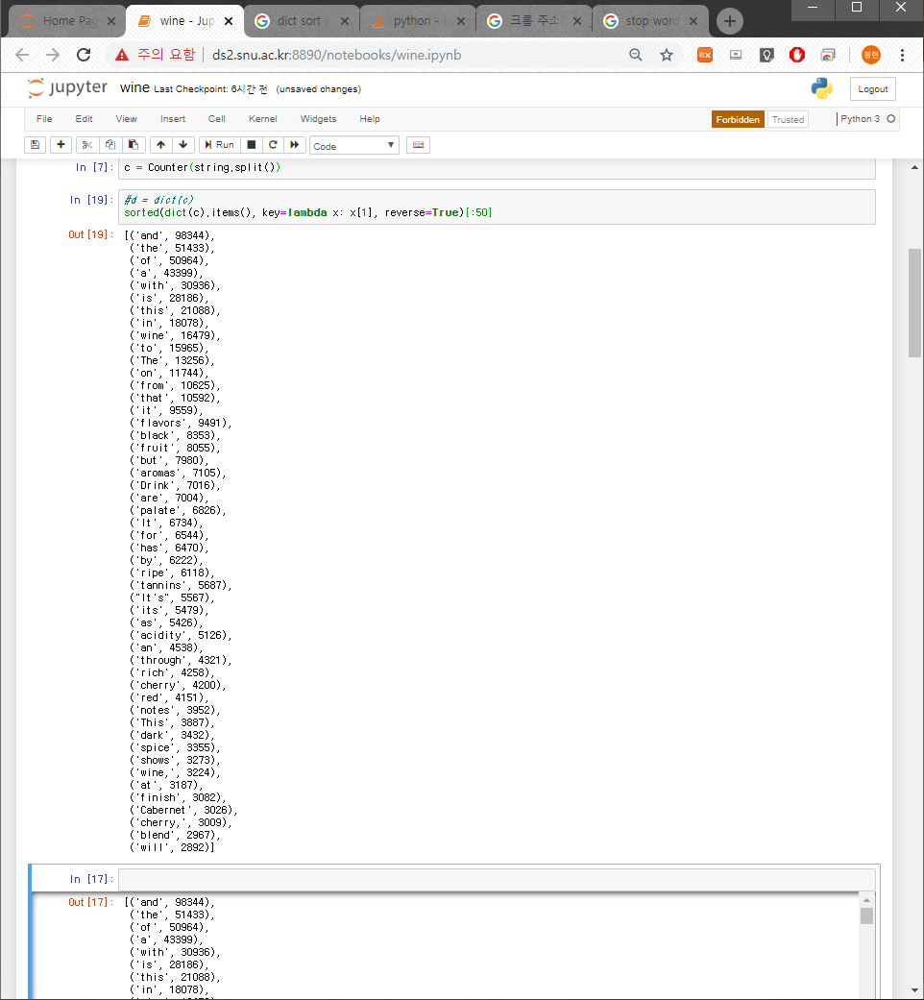 Home Pag
wine - Jup
dict sort v
python - H
크롬 주소
stop word
주의 요함 | ds2.snu.ac.kr:8890/notebooks/wine.ipynb
jupyter wine Last Checkpoint: 6시간 전 (unsaved changes)
Logout
File Edit View Insert Cell Kernel Widgets Help
Forbidden Trusted Python 3
Run Code
In [7]: c = Counter(string.split())
In [19]: #d = dict(c)
sorted(dict(c).items(), key=lambda x: x[1], reverse=True)[:50]
Out[19]: [('and', 98344),
('the', 51433),
('of', 50964),
('a', 43399),
('with', 30936),
('is', 28186),
('this', 21088),
('in', 18078),
('wine', 16479),
('to', 15965),
('The', 13256),
('on', 11744),
('from', 10625),
('that', 10592),
('it', 9559),
('flavors', 9491),
('black', 8353),
('fruit', 8055),
('but', 7980),
('aromas', 7105),
('Drink', 7016),
('are', 7004),
('palate', 6826),
('It', 6734),
('for', 6544),
('has', 6470),
('by', 6222),
('ripe', 6118),
('tannins', 5687),
("It's", 5567),
('its', 5479),
('as', 5426),
('acidity', 5126),
('an', 4538),
('through', 4321),
('rich', 4258),
('cherry', 4200),
('red', 4151),
('notes', 3952),
('This', 3887),
('dark', 3432),
('spice', 3355),
('shows', 3273),
('wine,', 3224),
('at', 3187),
('finish', 3082),
('Cabernet', 3026),
('cherry,', 3009),
('blend', 2967),
('will', 2892)]
In [17]:
Out[17]: [('and', 98344),
('the', 51433),
('of', 50964),
('a', 43399),
('with', 30936),
('is', 28186),
('this', 21088),
('in', 18078),